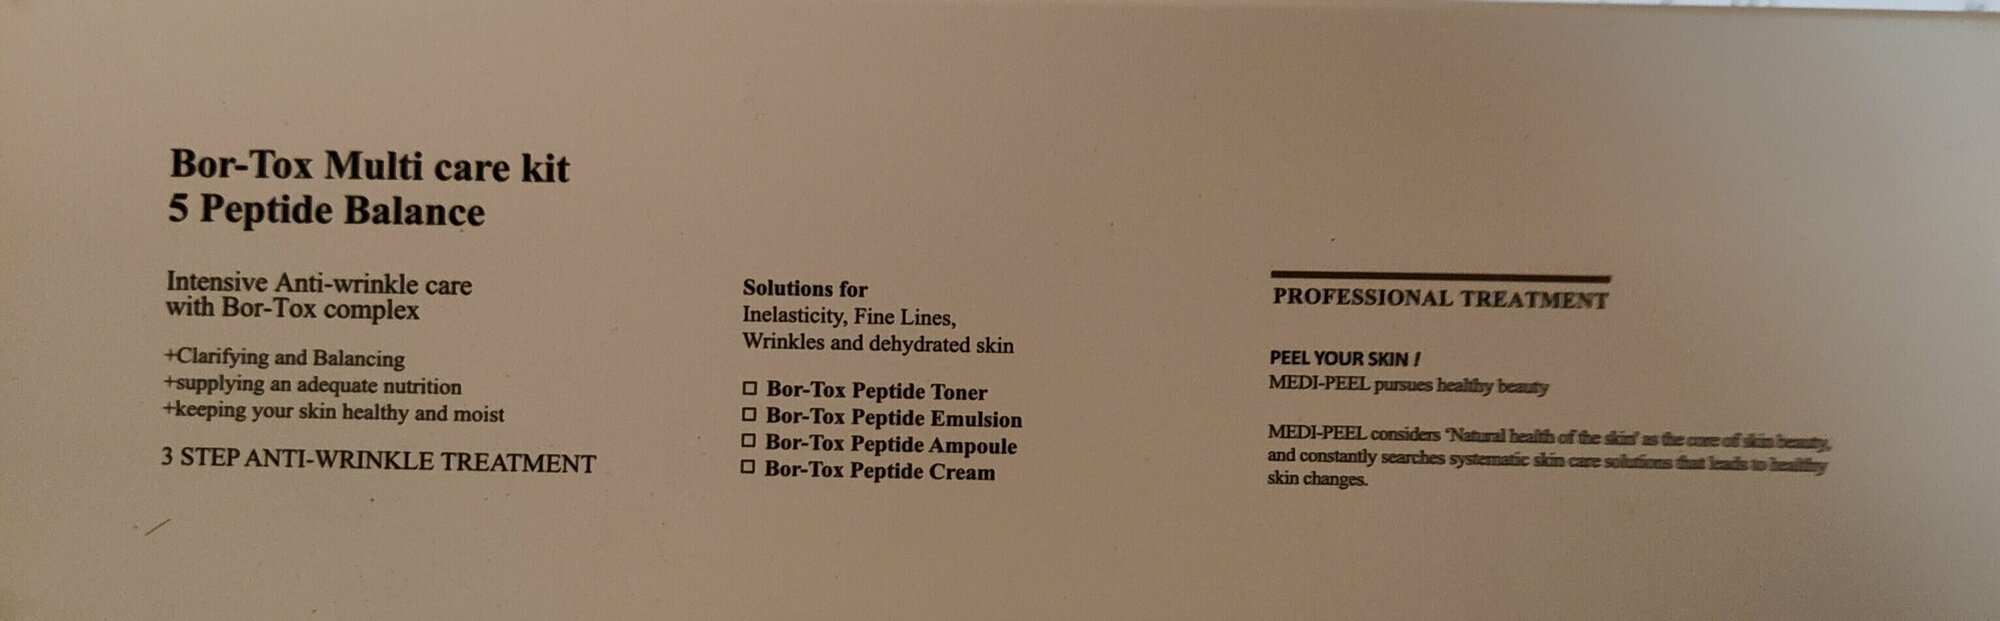 Bor-Tox Multi care kit
5 Peptide Balance
Intensive Anti-wrinkle care
with Bor-Tox complex
+Clarifying and Balancing
+supplying an adequate nutrition
+keeping your skin healthy and moist
3 STEP ANTI-WRINKLE TREATMENT
Solutions for
Inelasticity, Fine Lines,
Wrinkles and dehydrated skin
☐ Bor-Tox Peptide Toner
☐ Bor-Tox Peptide Emulsion
☐ Bor-Tox Peptide Ampoule
☐ Bor-Tox Peptide Cream
PROFESSIONAL TREATMENT
PEEL YOUR SKIN !
MEDI-PEEL pursues healthy beauty
MEDI-PEEL considers 'Natural health of the skin' as the core of skin beauty,
and constantly searches systematic skin care solutions that leads to healthy
skin changes.